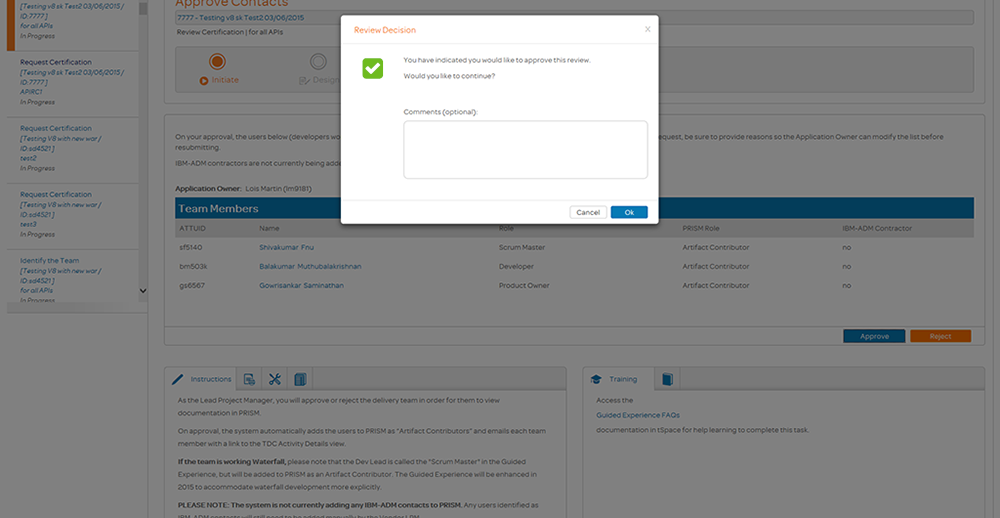 [Testing v8 sk Test2 03/06/2015 /
ID:7777 ]
for all APIs
In Progress
Request Certification
[Testing v8 sk Test2 03/06/2015 /
ID:7777 ]
APIRC1
In Progress
Request Certification
[Testing V8 with new war /
ID:sd4521 ]
test2
In Progress
Request Certification
[Testing V8 with new war /
ID:sd4521 ]
test3
In Progress
Identify the Team
[Testing V8 with new war /
ID:sd4521 ]
for all APIs
In Progress
Approve Contacts
7777 - Testing v8 sk Test2 03/06/2015
Review Certification | for all APIs
Initiate
Design
Review Decision
×
You have indicated you would like to approve this review.
Would you like to continue?
Comments (optional):
Cancel
Ok
On your approval, the users below (developers wo
equest, be sure to provide reasons so the Application Owner can modify the list before
resubmitting.
IBM-ADM contractors are not currently being adde
Application Owner: Lois Martin (lm9181)
Team Members
ATTUID Name Role PRISM Role IBM-ADM Contractor
sf5140 Shivakumar Fnu Scrum Master Artifact Contributor no
bm503k Balakumar Muthubalakrishnan Developer Artifact Contributor no
gs6567 Gowrisankar Saminathan Product Owner Artifact Contributor no
Approve
Reject
Instructions
As the Lead Project Manager, you will approve or reject the delivery team in order for them to view
documentation in PRISM.
On approval, the system automatically adds the users to PRISM as "Artifact Contributors" and emails each team
member with a link to the TDC Activity Details view.
If the team is working Waterfall, please note that the Dev Lead is called the "Scrum Master" in the Guided
Experience, but will be added to PRISM as an Artifact Contributor. The Guided Experience will be enhanced in
2015 to accommodate waterfall development more explicitly.
PLEASE NOTE: The system is not currently adding any IBM-ADM contacts to PRISM. Any users identified as
IBM-ADM contacts will still need to be added manually by the Vendor LPM.
Training
Access the
Guided Experience FAQs
documentation in tSpace for help learning to complete this task.